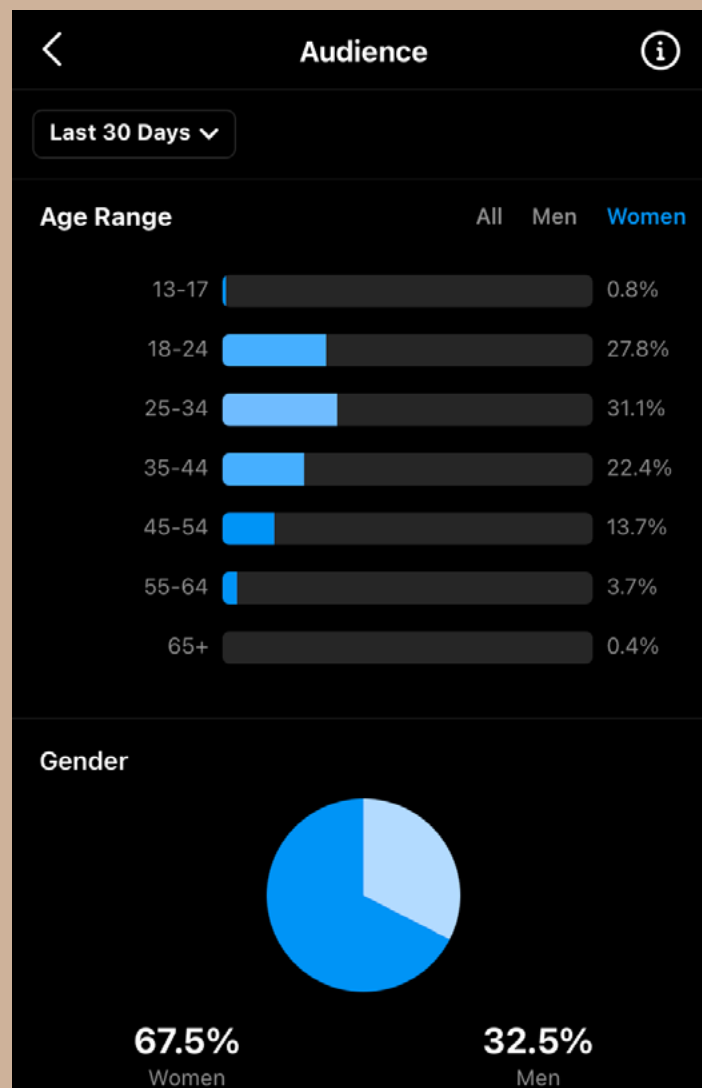 Audience
Last 30 Days
Age Range All Men Women
13-17 0.8%
18-24 27.8%
25-34 31.1%
35-44 22.4%
45-54 13.7%
55-64 3.7%
65+ 0.4%
Gender
67.5% 32.5%
Women Men